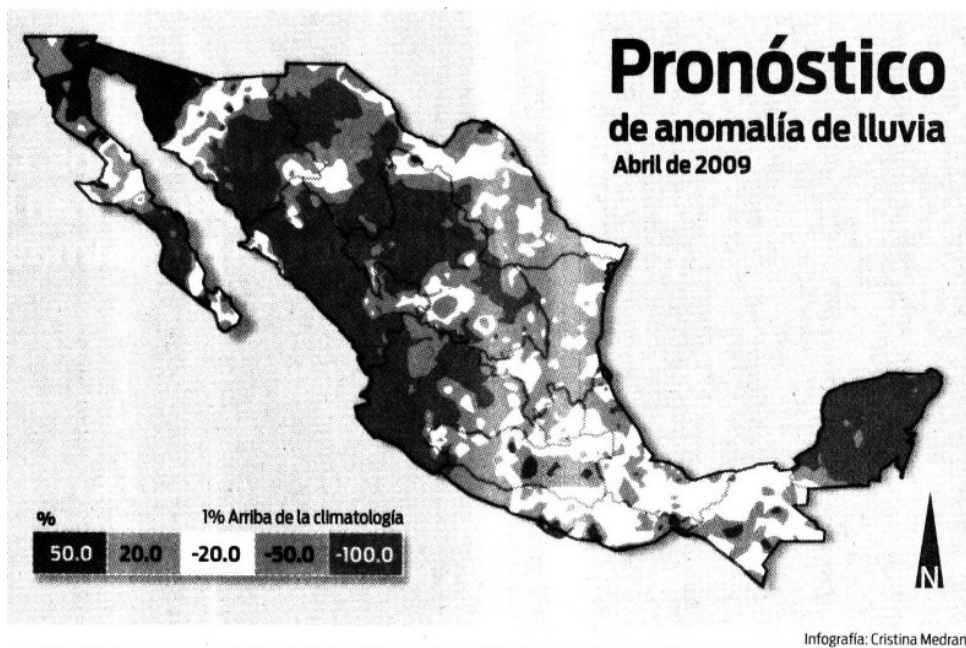 Pronóstico
de anomalía de lluvia
Abril de 2009
% 1% Arriba de la climatología
50.0 20.0 -20.0 -50.0 -100.0
N
Infografía: Cristina Medran